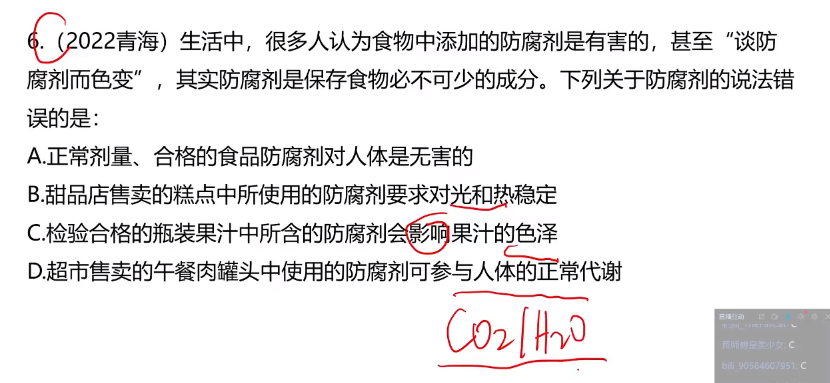 6.（2022青海）生活中，很多人认为食物中添加的防腐剂是有害的，甚至“谈防
腐剂而色变”，其实防腐剂是保存食物必不可少的成分。下列关于防腐剂的说法错
误的是：
A.正常剂量、合格的食品防腐剂对人体是无害的
B.甜品店售卖的糕点中所使用的防腐剂要求对光和热稳定
C.检验合格的瓶装果汁中所含的防腐剂会影响果汁的色泽
D.超市售卖的午餐肉罐头中使用的防腐剂可参与人体的正常代谢
CO2/H2O
bili_90584607951: C